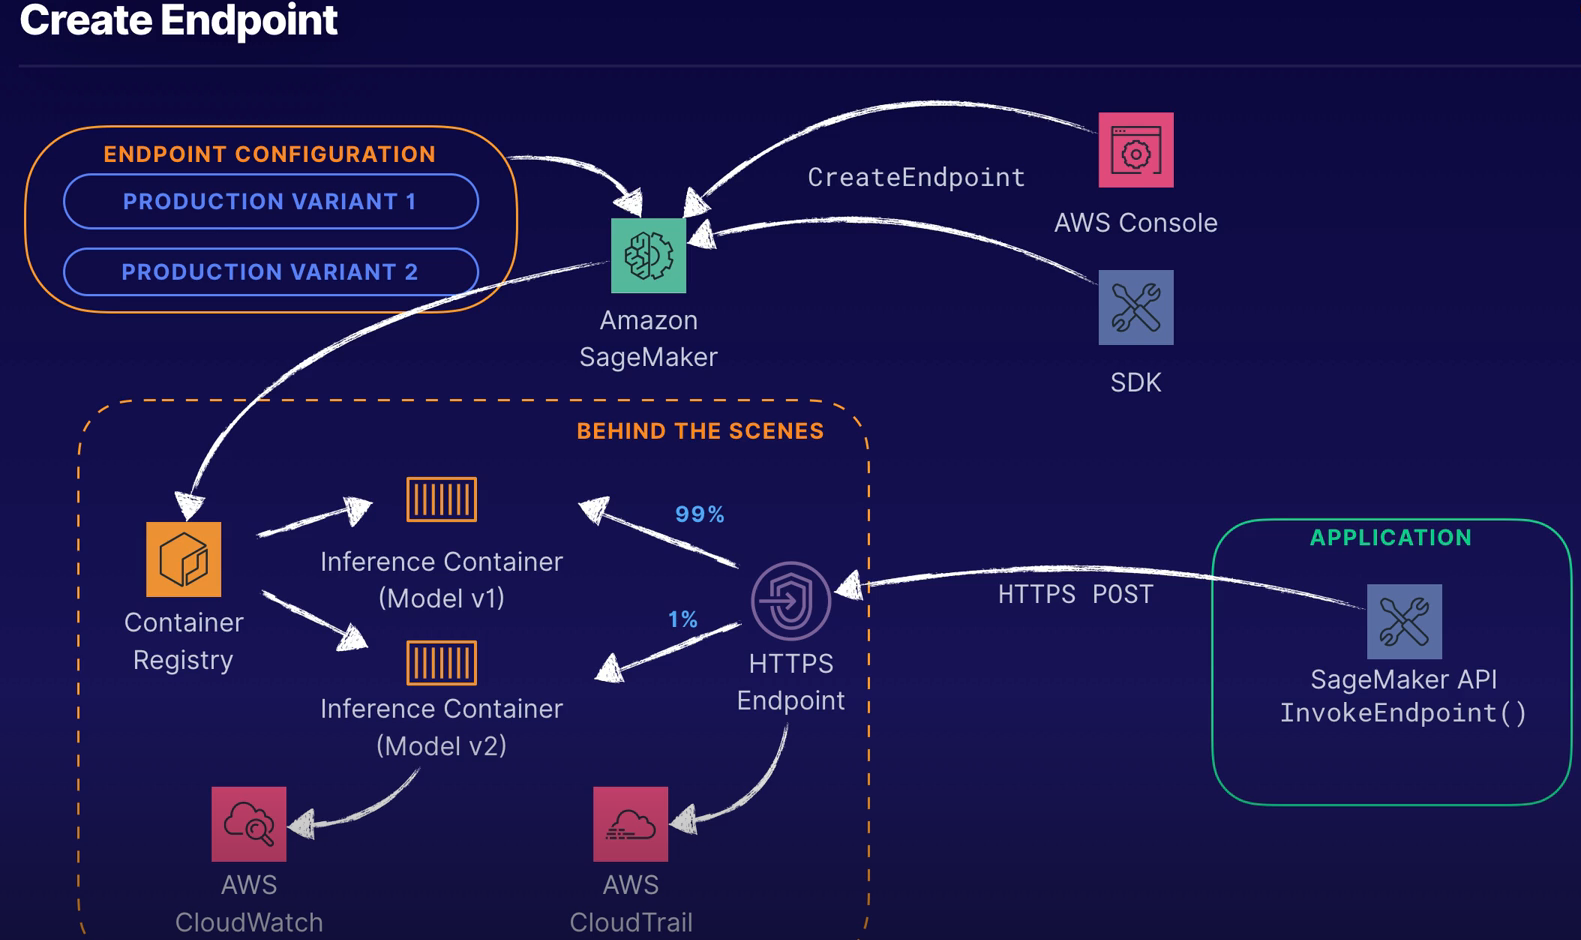 Create Endpoint
ENDPOINT CONFIGURATION
PRODUCTION VARIANT 1
PRODUCTION VARIANT 2
CreateEndpoint
AWS Console
Amazon
SageMaker
SDK
BEHIND THE SCENES
99%
Inference Container
(Model v1)
Container
Registry
1%
HTTPS
Endpoint
Inference Container
(Model v2)
AWS
CloudWatch
AWS
CloudTrail
HTTPS POST
APPLICATION
SageMaker API
InvokeEndpoint()